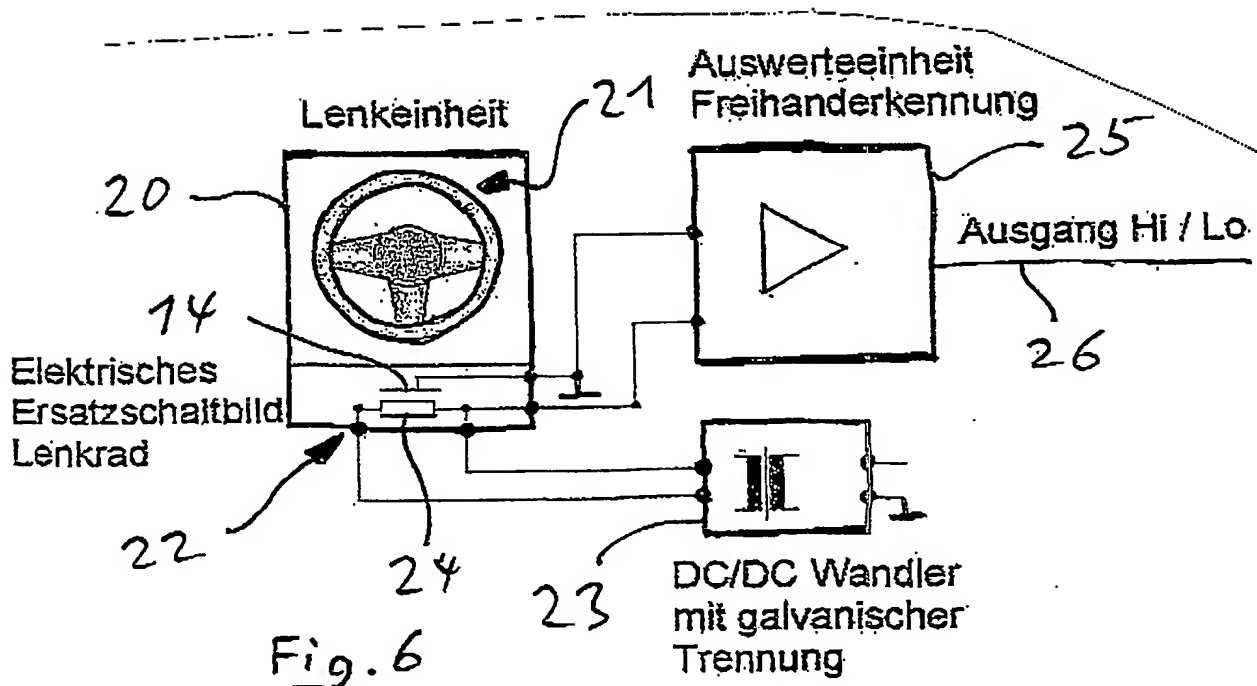 Auswerteeinheit
Freihanderkennung
Lenkeinheit
21
25
20
Ausgang Hi / Lo
14
26
Elektrisches
Ersatzschaltbild
Lenkrad
22
24
23
DC/DC Wandler
mit galvanischer
Trennung
Fig. 6